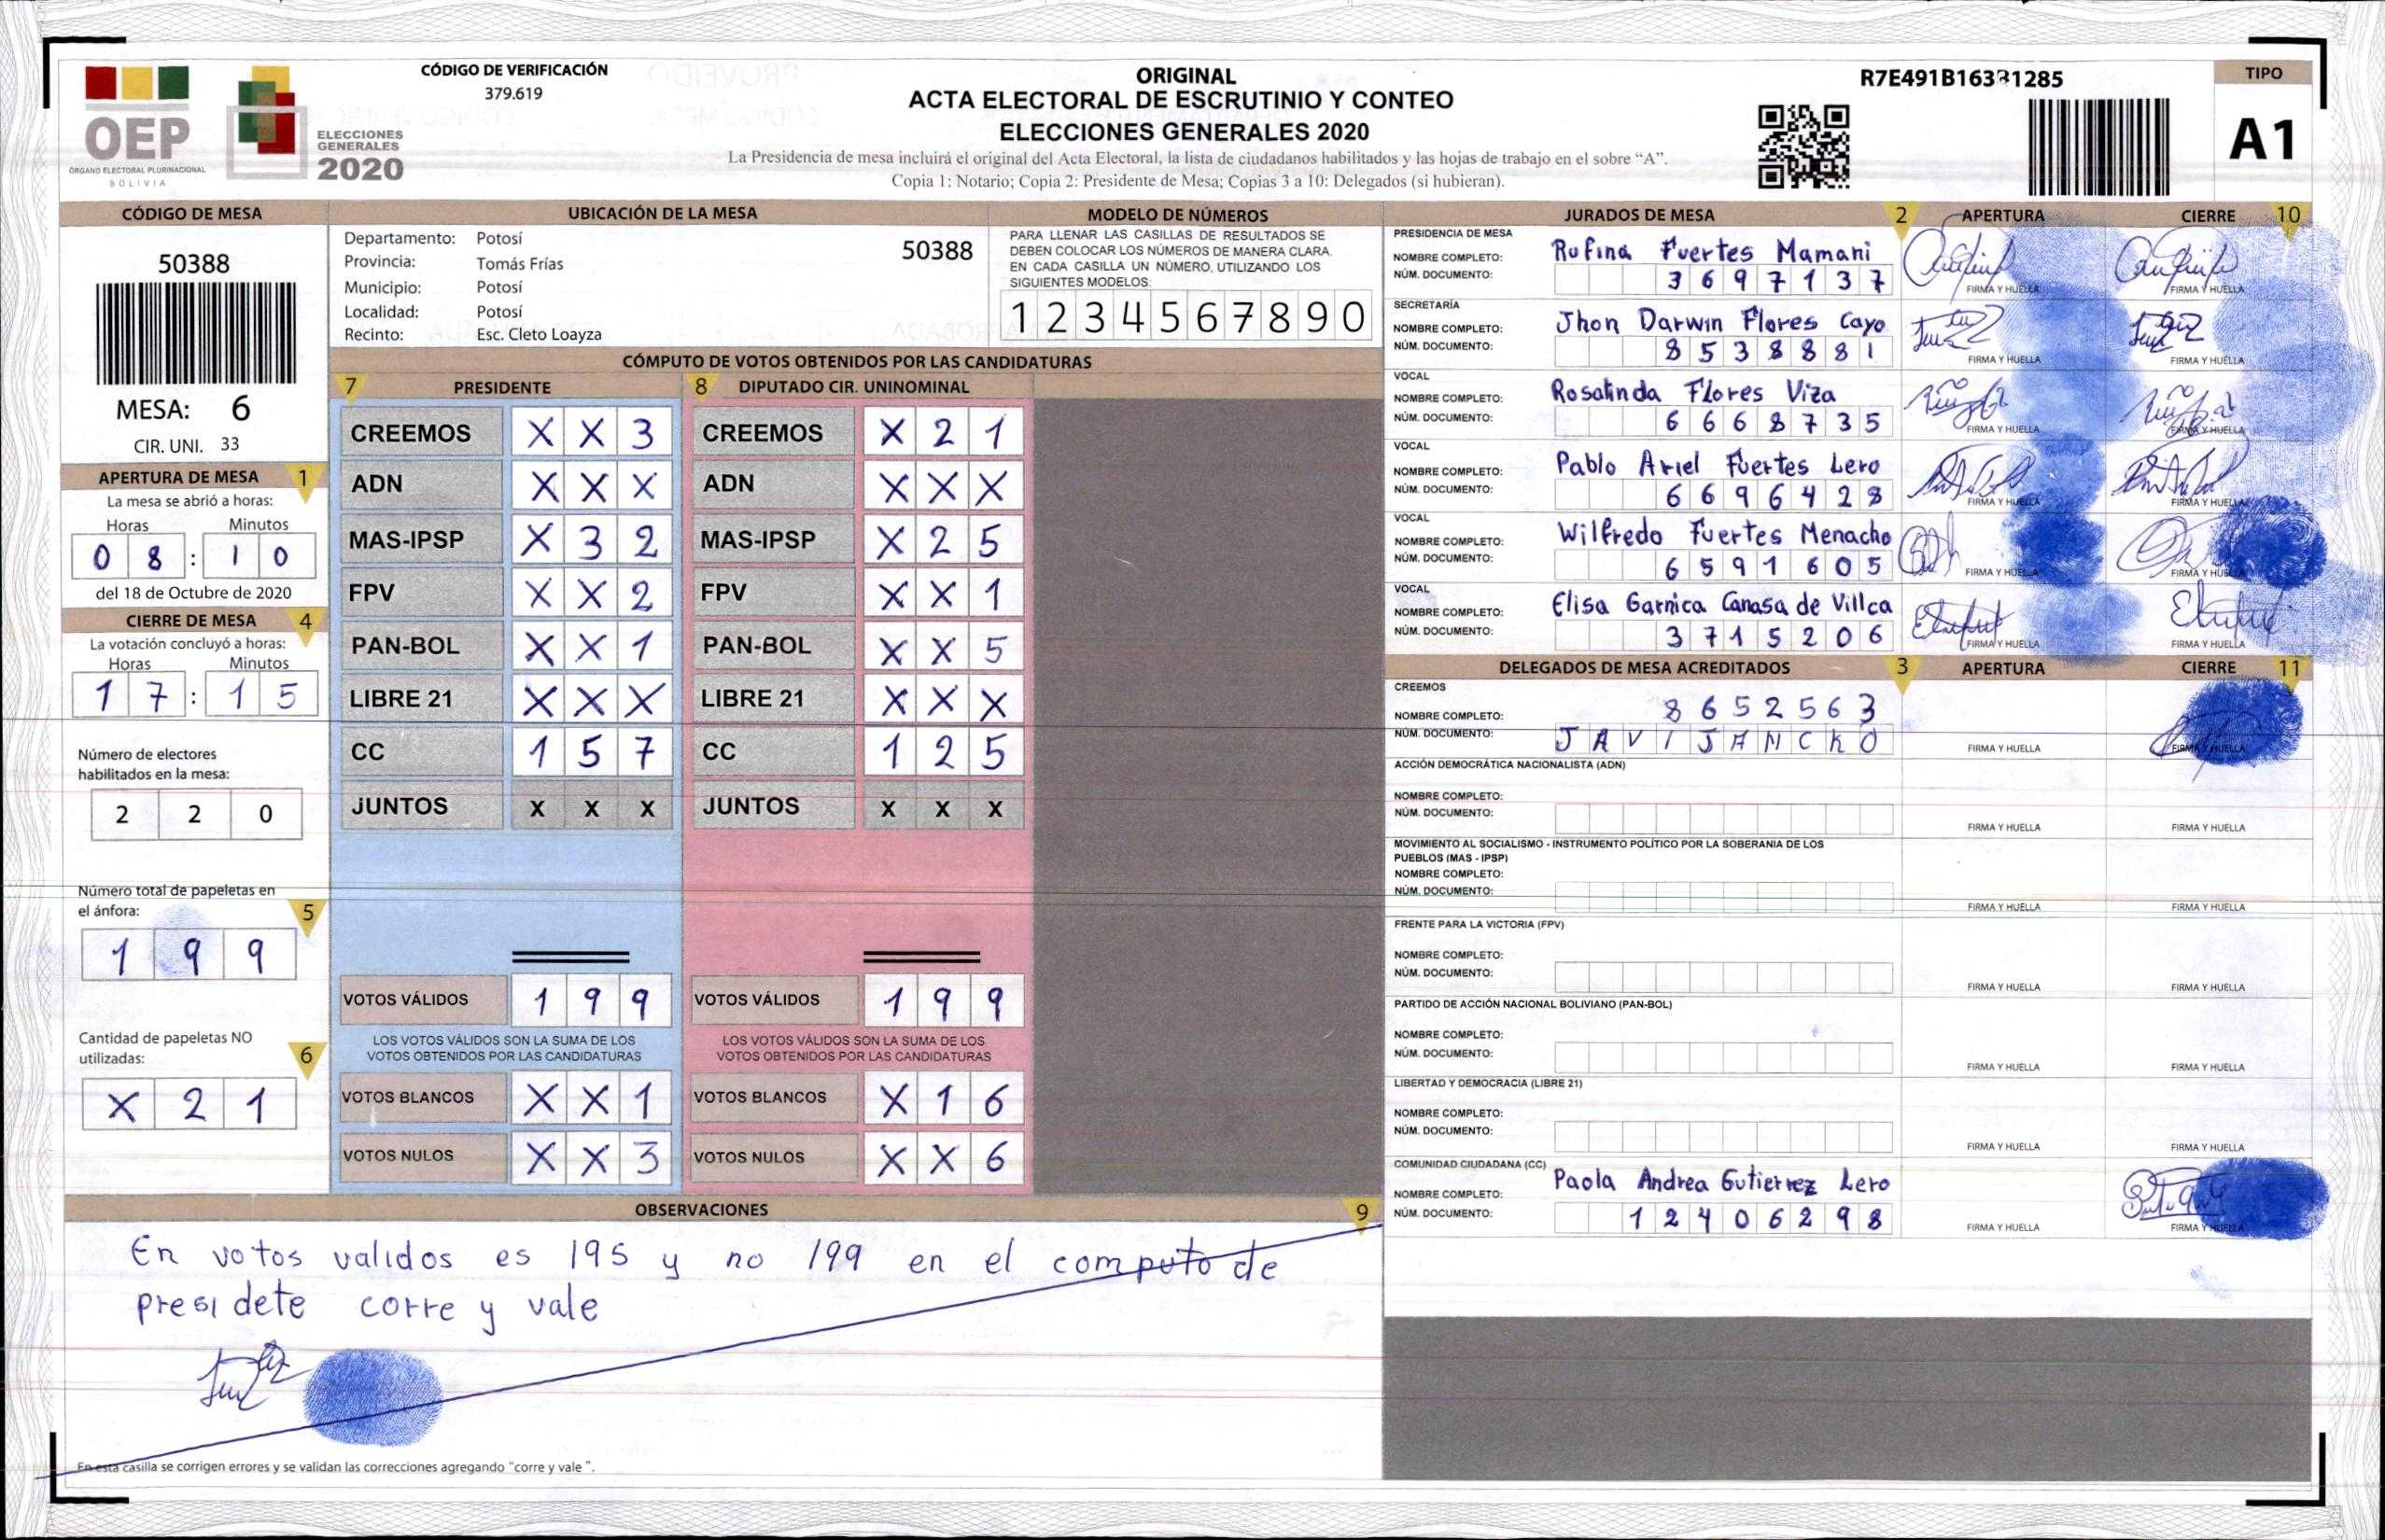 CÓDIGO DE VERIFICACIÓN
379.619
OEP
ÓRGANO ELECTORAL PLURINACIONAL
BOLIVIA
ELECCIONES
GENERALES
2020
ORIGINAL
ACTA ELECTORAL DE ESCRUTINIO Y CONTEO
ELECCIONES GENERALES 2020
La Presidencia de mesa incluirá el original del Acta Electoral, la lista de ciudadanos habilitados y las hojas de trabajo en el sobre “A”.
Copia 1: Notario; Copia 2: Presidente de Mesa; Copias 3 a 10: Delegados (si hubieran).
TIPO
A1
CÓDIGO DE MESA
50388
MESA: 6
CIR. UNI. 33
APERTURA DE MESA 1
La mesa se abrió a horas:
Horas Minutos
0 8 : 1 0
del 18 de Octubre de 2020
CIERRE DE MESA 4
La votación concluyó a horas:
Horas Minutos
1 7 : 1 5
Número de electores
habilitados en la mesa:
2 2 0
Número total de papeletas en
el ánfora: 5
1 9 9
Cantidad de papeletas NO
utilizadas: 6
X 2 1
UBICACIÓN DE LA MESA
Departamento: Potosí
50388
Provincia: Tomás Frías
Municipio: Potosí
Localidad: Potosí
Recinto: Esc. Cleto Loayza
MODELO DE NÚMEROS
PARA LLENAR LAS CASILLAS DE RESULTADOS SE
DEBEN COLOCAR LOS NÚMEROS DE MANERA CLARA.
EN CADA CASILLA UN NÚMERO, UTILIZANDO LOS
SIGUIENTES MODELOS:
1 2 3 4 5 6 7 8 9 0
CÓMPUTO DE VOTOS OBTENIDOS POR LAS CANDIDATURAS
7 PRESIDENTE 8 DIPUTADO CIR. UNINOMINAL
CREEMOS X X 3 CREEMOS X 2 1
ADN X X X ADN X X X
MAS-IPSP X 3 2 MAS-IPSP X 2 5
FPV X X 2 FPV X X 1
PAN-BOL X X 1 PAN-BOL X X 5
LIBRE 21 X X X LIBRE 21 X X X
CC 1 5 7 CC 1 2 5
JUNTOS X X X JUNTOS X X X
VOTOS VÁLIDOS 1 9 9 VOTOS VÁLIDOS 1 9 9
LOS VOTOS VÁLIDOS SON LA SUMA DE LOS LOS VOTOS VÁLIDOS SON LA SUMA DE LOS
VOTOS OBTENIDOS POR LAS CANDIDATURAS VOTOS OBTENIDOS POR LAS CANDIDATURAS
VOTOS BLANCOS X X 1 VOTOS BLANCOS X 1 6
VOTOS NULOS X X 3 VOTOS NULOS X X 6
OBSERVACIONES 9
En votos validos es 195 y no 199 en el computo de
presidete corre y vale
En esta casilla se corrigen errores y se validan las correcciones agregando "corre y vale ".
JURADOS DE MESA 2 APERTURA CIERRE 10
PRESIDENCIA DE MESA
NOMBRE COMPLETO: Rufina Fuertes Mamani
NÚM. DOCUMENTO: 3 6 9 7 1 3 7
FIRMA Y HUELLA FIRMA Y HUELLA
SECRETARÍA
NOMBRE COMPLETO: Jhon Darwin Flores Cayo
NÚM. DOCUMENTO: 8 5 3 8 8 8 1
FIRMA Y HUELLA FIRMA Y HUELLA
VOCAL
NOMBRE COMPLETO: Rosalinda Flores Viza
NÚM. DOCUMENTO: 6 6 6 8 7 3 5
FIRMA Y HUELLA FIRMA Y HUELLA
VOCAL
NOMBRE COMPLETO: Pablo Ariel Fuertes Lero
NÚM. DOCUMENTO: 6 6 9 6 4 2 8
FIRMA Y HUELLA FIRMA Y HUELLA
VOCAL
NOMBRE COMPLETO: Wilfredo Fuertes Menacho
NÚM. DOCUMENTO: 6 5 9 1 6 0 5
FIRMA Y HUELLA FIRMA Y HUELLA
VOCAL
NOMBRE COMPLETO: Elisa Garnica Canasa de Villca
NÚM. DOCUMENTO: 3 7 1 5 2 0 6
FIRMA Y HUELLA FIRMA Y HUELLA
DELEGADOS DE MESA ACREDITADOS 3 APERTURA CIERRE 11
CREEMOS
NOMBRE COMPLETO: 8 6 5 2 5 6 3
NÚM. DOCUMENTO: J A V I J A N C K O
FIRMA Y HUELLA FIRMA Y HUELLA
ACCIÓN DEMOCRÁTICA NACIONALISTA (ADN)
NOMBRE COMPLETO:
NÚM. DOCUMENTO:
FIRMA Y HUELLA FIRMA Y HUELLA
MOVIMIENTO AL SOCIALISMO - INSTRUMENTO POLÍTICO POR LA SOBERANIA DE LOS
PUEBLOS (MAS - IPSP)
NOMBRE COMPLETO:
NÚM. DOCUMENTO:
FIRMA Y HUELLA FIRMA Y HUELLA
FRENTE PARA LA VICTORIA (FPV)
NOMBRE COMPLETO:
NÚM. DOCUMENTO:
FIRMA Y HUELLA FIRMA Y HUELLA
PARTIDO DE ACCIÓN NACIONAL BOLIVIANO (PAN-BOL)
NOMBRE COMPLETO:
NÚM. DOCUMENTO:
FIRMA Y HUELLA FIRMA Y HUELLA
LIBERTAD Y DEMOCRACIA (LIBRE 21)
NOMBRE COMPLETO:
NÚM. DOCUMENTO:
FIRMA Y HUELLA FIRMA Y HUELLA
COMUNIDAD CIUDADANA (CC)
NOMBRE COMPLETO: Paola Andrea Gutierrez Lero
NÚM. DOCUMENTO: 1 2 4 0 6 2 9 8
FIRMA Y HUELLA FIRMA Y HUELLA